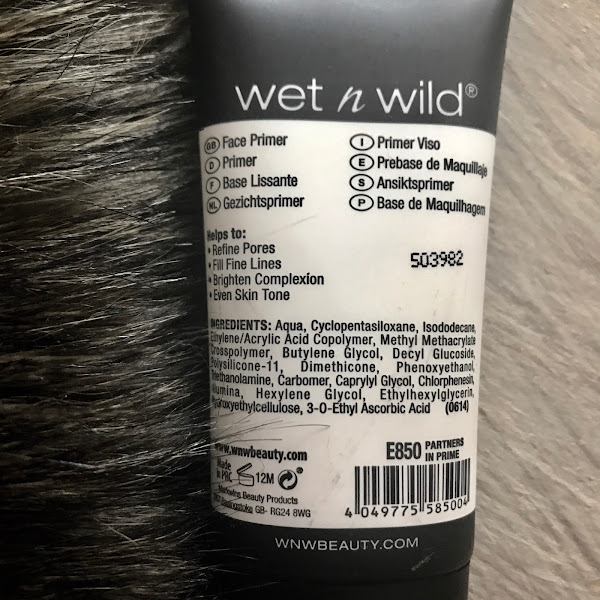 wet n wild®
GB Face Primer
D Primer
F Base Lissante
NL Gezichtsprimer
I Primer Viso
E Prebase de Maquillaje
S Ansiktsprimer
P Base de Maquilhagem
Helps to:
• Refine Pores
• Fill Fine Lines
• Brighten Complexion
• Even Skin Tone
503982
INGREDIENTS: Aqua, Cyclopentasiloxane, Isododecane,
Ethylene/Acrylic Acid Copolymer, Methyl Methacrylate
Crosspolymer, Butylene Glycol, Decyl Glucoside,
Polysilicone-11, Dimethicone, Phenoxyethanol,
Triethanolamine, Carbomer, Caprylyl Glycol, Chlorphenesin,
Alumina, Hexylene Glycol, Ethylhexylglycerin,
Hydroxyethylcellulose, 3-O-Ethyl Ascorbic Acid (0614)
www.wnwbeauty.com
Made
in PRC
12M
Beauty Products
GB- RG24 8WG
E850 PARTNERS
IN PRIME
4 049775 585004
WNWBEAUTY.COM